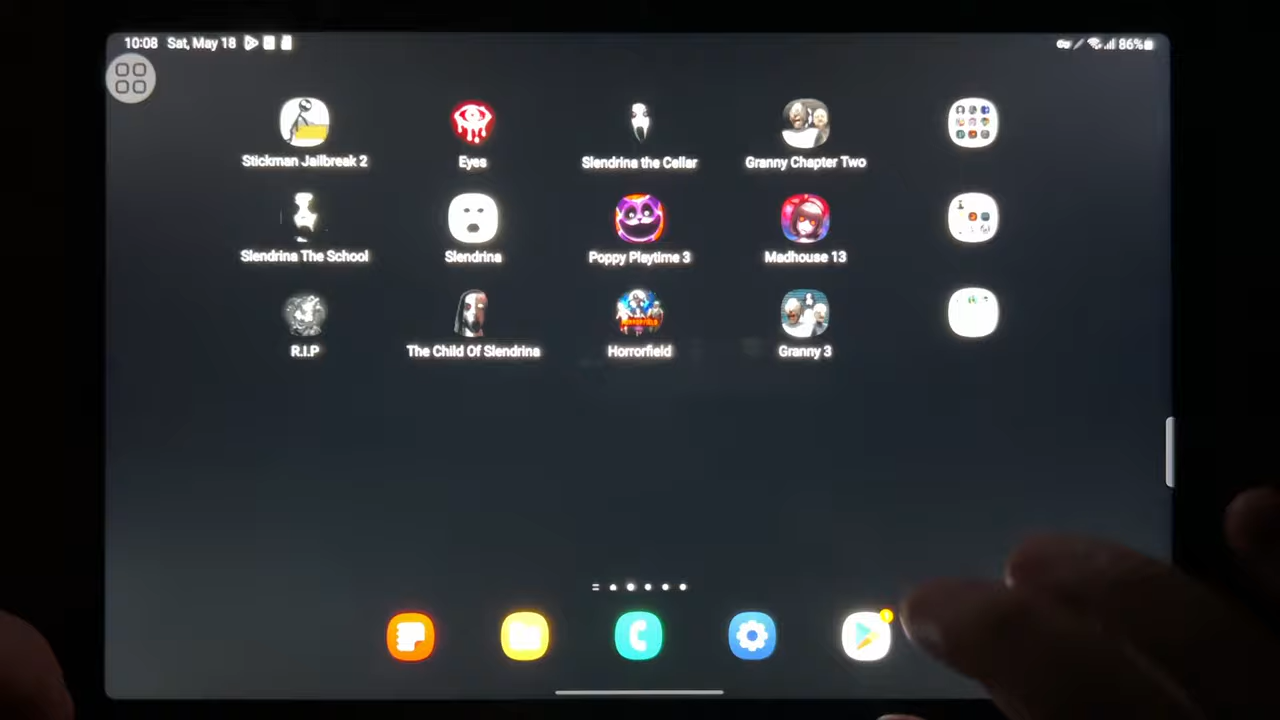 10:08 Sat, May 18
86%
Stickman Jailbreak 2
Eyes
Slendrina the Cellar
Granny Chapter Two
Slendrina The School
Slendrina
Poppy Playtime 3
Madhouse 13
R.I.P
The Child Of Slendrina
Horrorfield
Granny 3